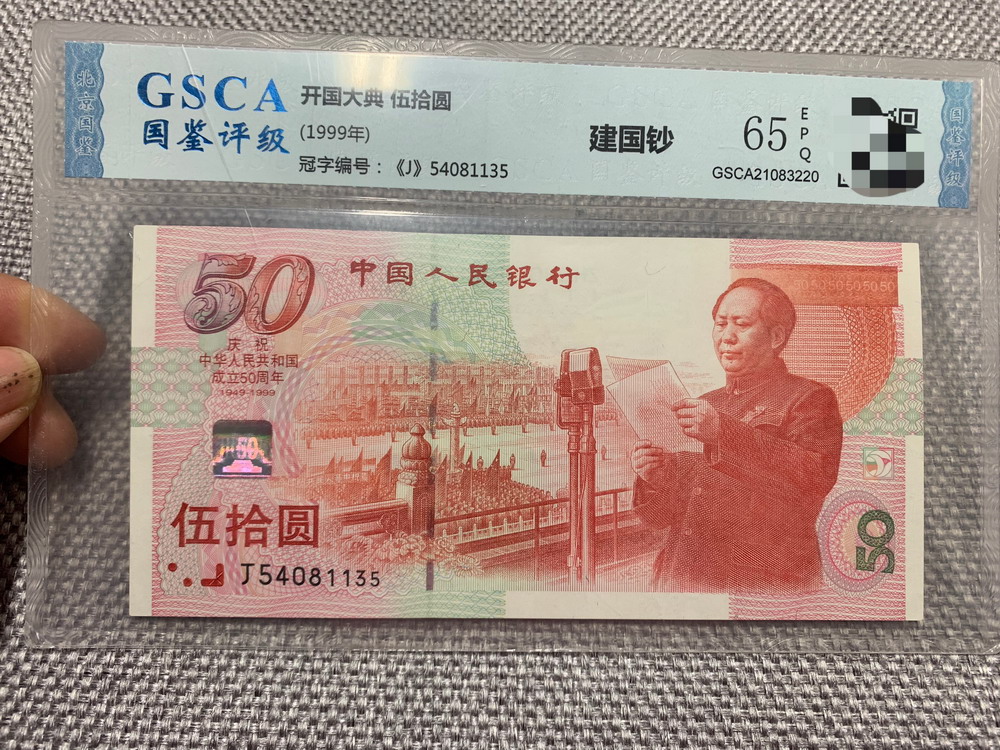 GSCA
北京国鉴
GSCA
国鉴评级
开国大典 伍拾圆
(1999年)
冠字编号：《J》54081135
建国钞
65
EPQ
GSCA21083220
国鉴评级
50
中国人民银行
庆祝
中华人民共和国
成立50周年
1949-1999
50
伍拾圆
J54081135
50505050505050
50